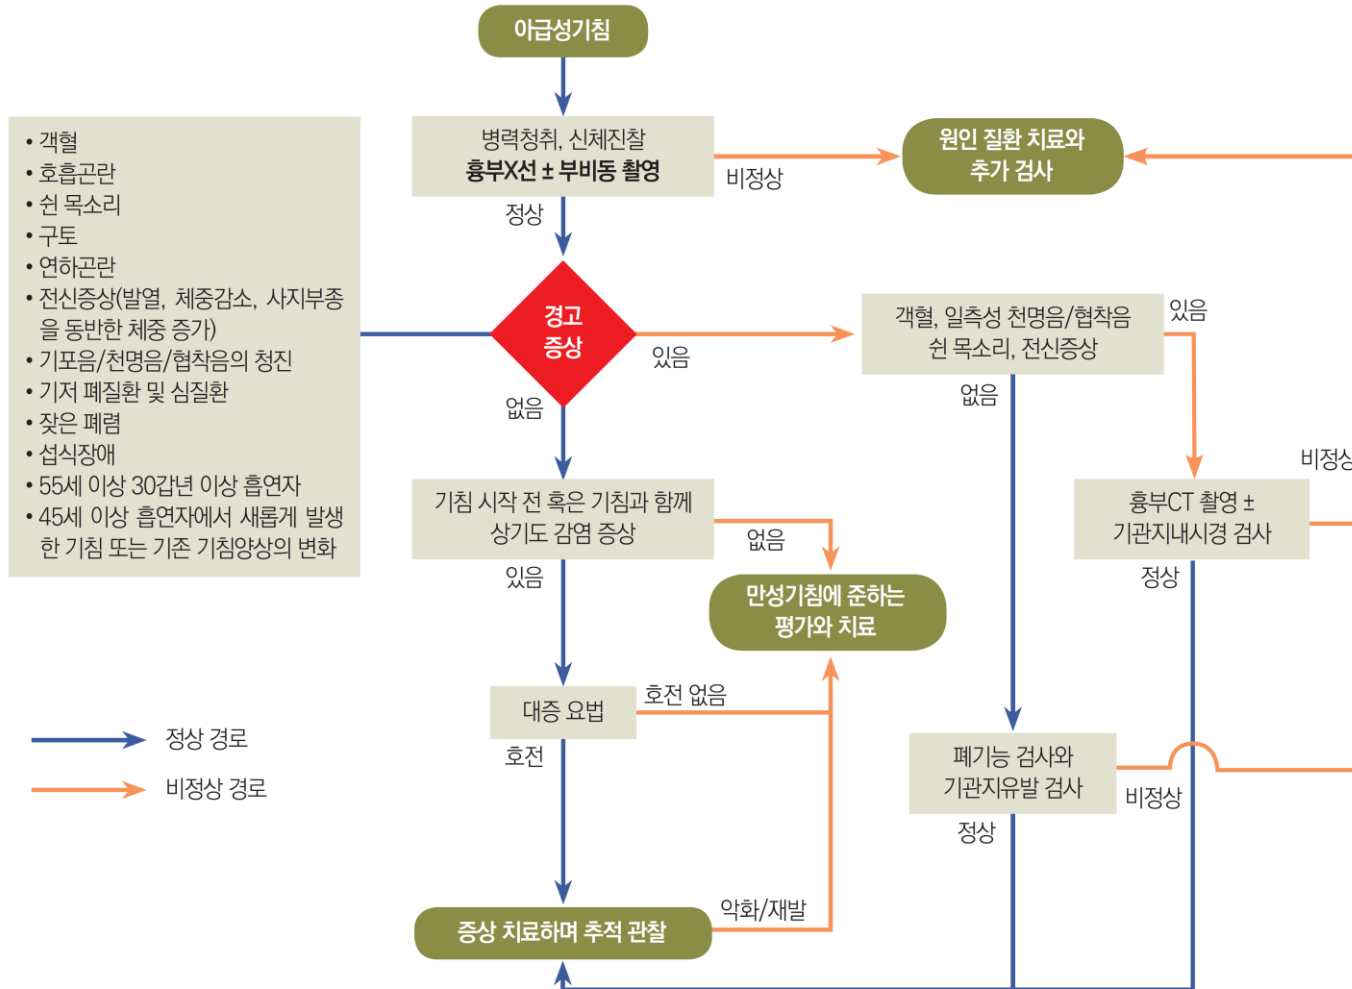 아급성기침
병력청취, 신체진찰
흉부X선 ± 부비동 촬영
비정상
원인 질환 치료와
추가 검사
정상
• 객혈
• 호흡곤란
• 쉰 목소리
• 구토
• 연하곤란
• 전신증상(발열, 체중감소, 사지부종
을 동반한 체중 증가)
• 기포음/천명음/협착음의 청진
• 기저 폐질환 및 심질환
• 잦은 폐렴
• 섭식장애
• 55세 이상 30갑년 이상 흡연자
• 45세 이상 흡연자에서 새롭게 발생
한 기침 또는 기존 기침양상의 변화
경고
증상
있음
없음
객혈, 일측성 천명음/협착음
쉰 목소리, 전신증상
있음
없음
기침 시작 전 혹은 기침과 함께
상기도 감염 증상
없음
있음
흉부CT 촬영 ±
기관지내시경 검사
비정상
정상
만성기침에 준하는
평가와 치료
대증 요법
호전 없음
호전
폐기능 검사와
기관지유발 검사
비정상
정상
증상 치료하며 추적 관찰
악화/재발
정상 경로
비정상 경로